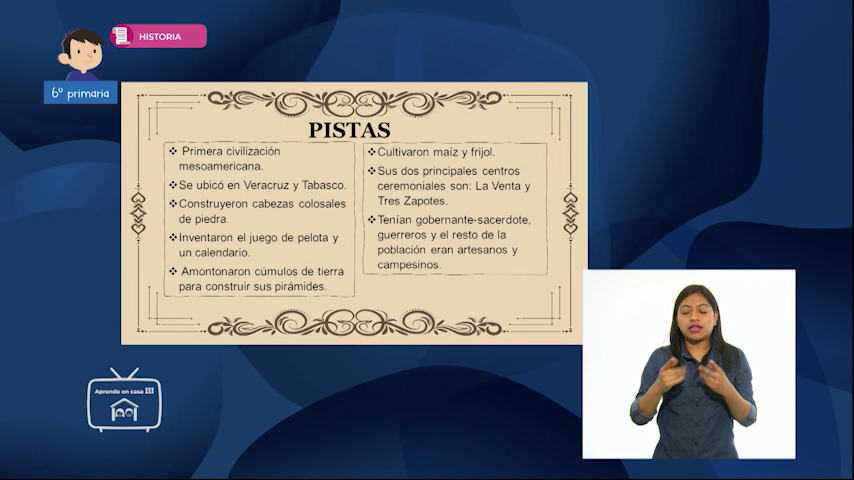 HISTORIA
6º primaria
PISTAS
❖ Primera civilización
mesoamericana.
❖Se ubicó en Veracruz y Tabasco.
❖Construyeron cabezas colosales
de piedra.
❖Inventaron el juego de pelota y
un calendario.
❖ Amontonaron cúmulos de tierra
para construir sus pirámides.
❖Cultivaron maíz y frijol.
❖Sus dos principales centros
ceremoniales son: La Venta y
Tres Zapotes.
❖Tenían gobernante-sacerdote,
guerreros y el resto de la
población eran artesanos y
campesinos.
Aprende en casa III